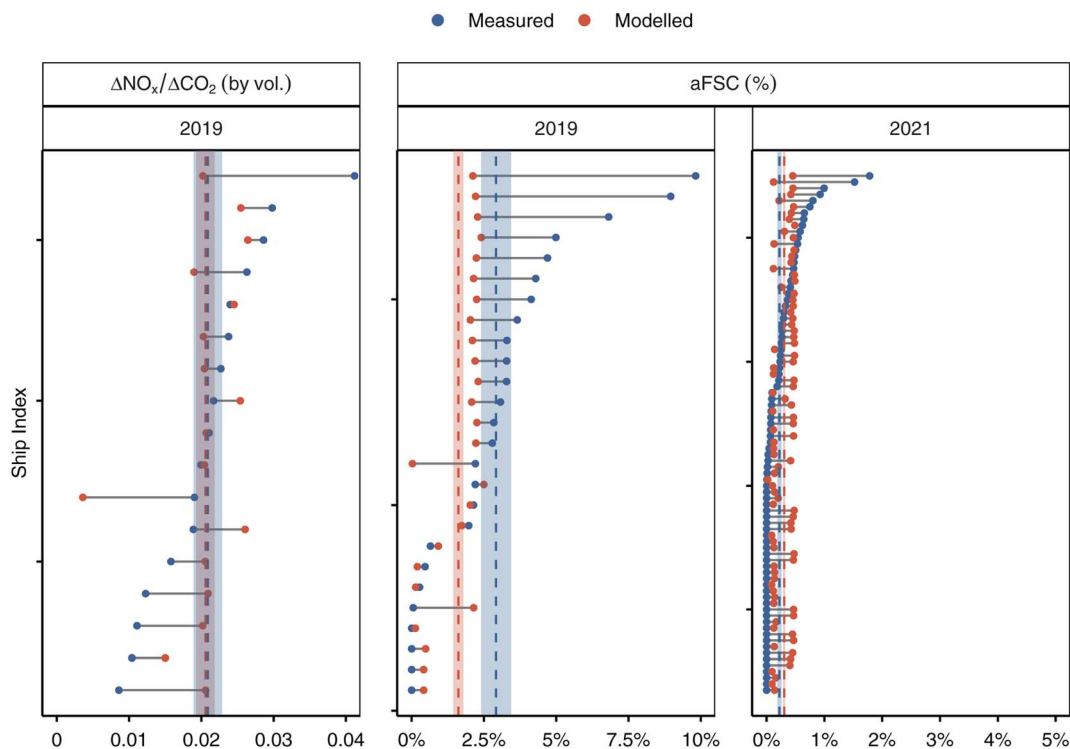 Measured Modelled
ΔNOₓ/ΔCO₂ (by vol.) aFSC (%)
2019 2019 2021
Ship Index
0 0.01 0.02 0.03 0.04 0% 2.5% 5% 7.5% 10% 0% 1% 2% 3% 4% 5%